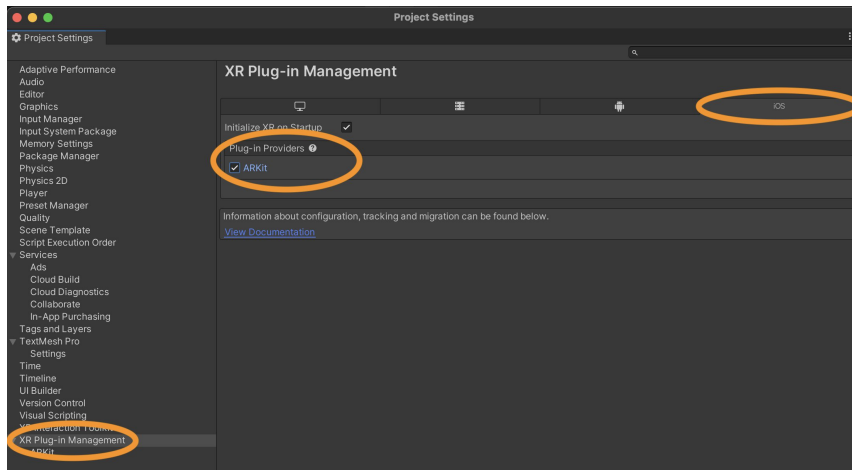 Project Settings
Project Settings
Adaptive Performance
Audio
Editor
Graphics
Input Manager
Input System Package
Memory Settings
Package Manager
Physics
Physics 2D
Player
Preset Manager
Quality
Scene Template
Script Execution Order
Services
Ads
Cloud Build
Cloud Diagnostics
Collaborate
In-App Purchasing
Tags and Layers
TextMesh Pro
Settings
Time
Timeline
UI Builder
Version Control
Visual Scripting
XR Interaction Toolkit
XR Plug-in Management
ARKit
XR Plug-in Management
iOS
Initialize XR on Startup
Plug-in Providers
ARKit
Information about configuration, tracking and migration can be found below.
View Documentation